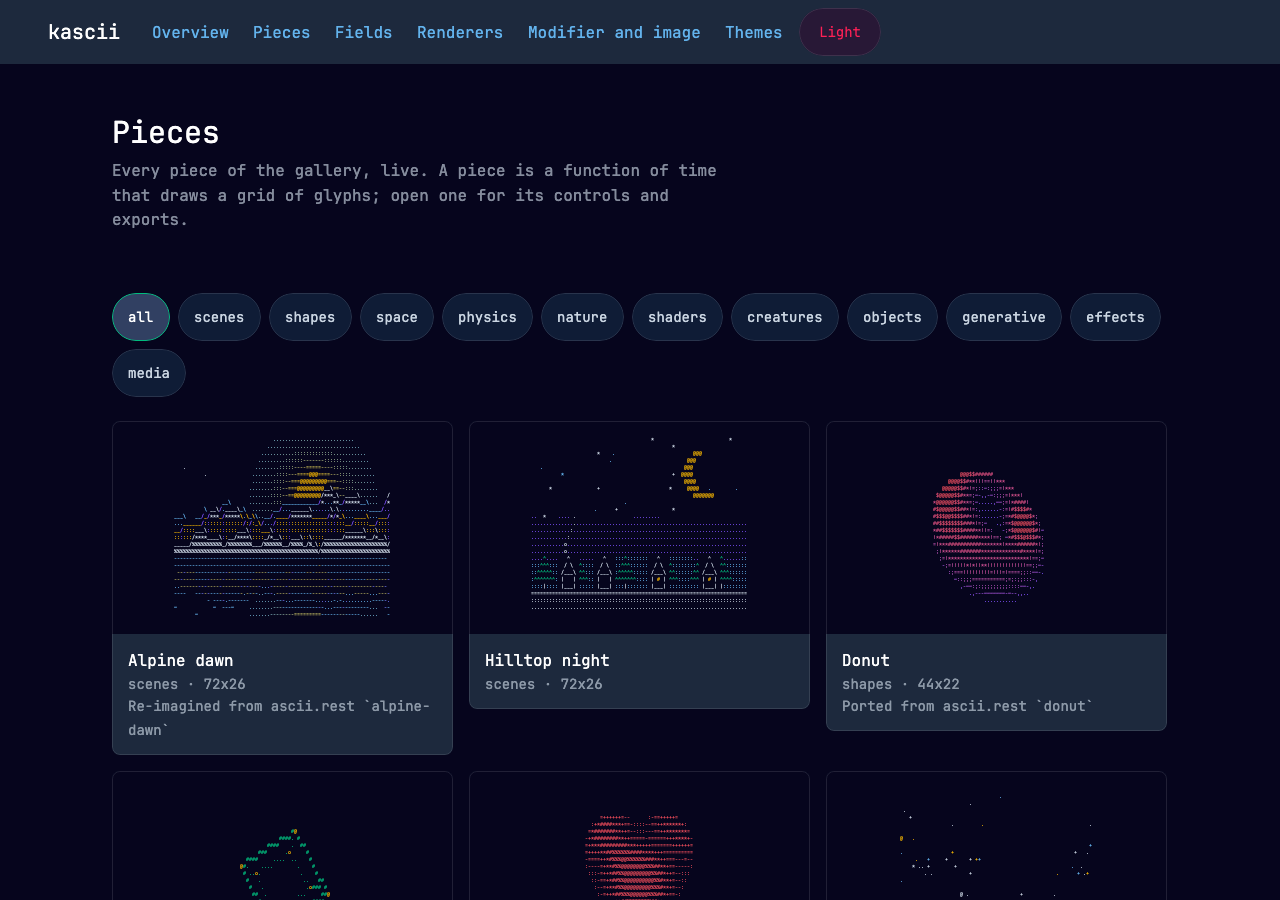 kascii Overview Pieces Fields Renderers Modifier and image Themes Light
Pieces
Every piece of the gallery, live. A piece is a function of time
that draws a grid of glyphs; open one for its controls and
exports.
all scenes shapes space physics nature shaders creatures objects generative effects
media
Alpine dawn
scenes · 72x26
Re-imagined from ascii.rest `alpine-
dawn`
Hilltop night
scenes · 72x26
Donut
shapes · 44x22
Ported from ascii.rest `donut`